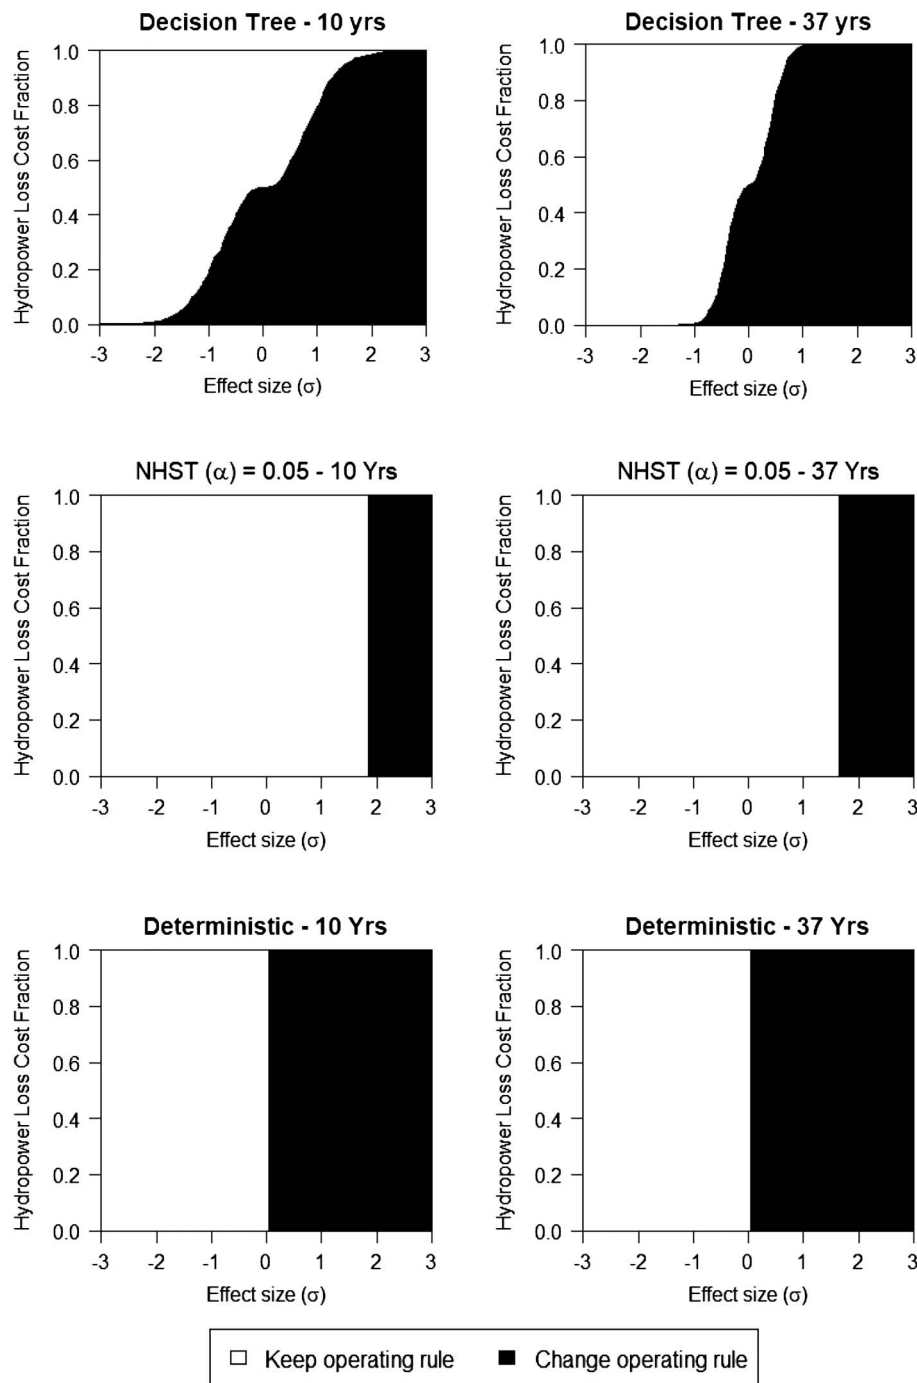 Decision Tree - 10 yrs
Hydropower Loss Cost Fraction
1.0
0.8
0.6
0.4
0.2
0.0
-3 -2 -1 0 1 2 3
Effect size (σ)
Decision Tree - 37 yrs
Hydropower Loss Cost Fraction
1.0
0.8
0.6
0.4
0.2
0.0
-3 -2 -1 0 1 2 3
Effect size (σ)
NHST (α) = 0.05 - 10 Yrs
Hydropower Loss Cost Fraction
1.0
0.8
0.6
0.4
0.2
0.0
-3 -2 -1 0 1 2 3
Effect size (σ)
NHST (α) = 0.05 - 37 Yrs
Hydropower Loss Cost Fraction
1.0
0.8
0.6
0.4
0.2
0.0
-3 -2 -1 0 1 2 3
Effect size (σ)
Deterministic - 10 Yrs
Hydropower Loss Cost Fraction
1.0
0.8
0.6
0.4
0.2
0.0
-3 -2 -1 0 1 2 3
Effect size (σ)
Deterministic - 37 Yrs
Hydropower Loss Cost Fraction
1.0
0.8
0.6
0.4
0.2
0.0
-3 -2 -1 0 1 2 3
Effect size (σ)
Keep operating rule
Change operating rule